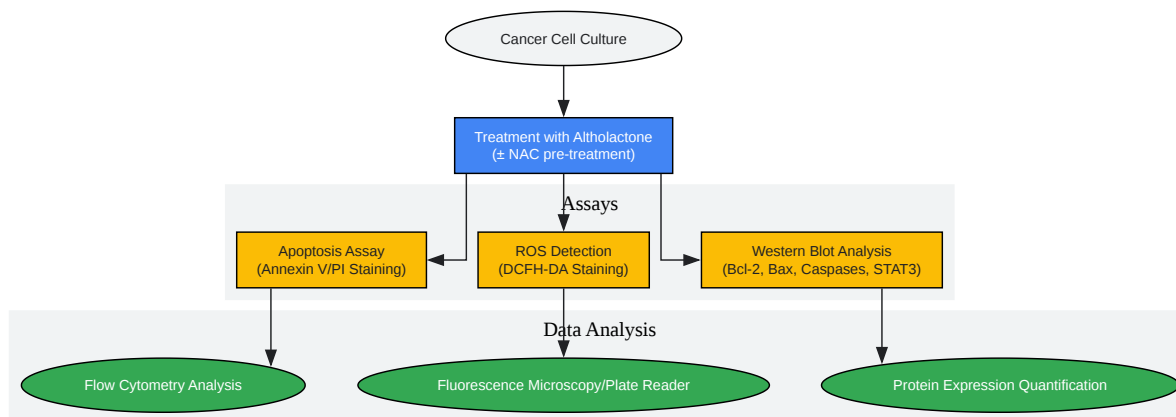 Cancer Cell Culture
Treatment with Altholactone
(± NAC pre-treatment)
Assays
Apoptosis Assay
(Annexin V/PI Staining)
ROS Detection
(DCFH-DA Staining)
Western Blot Analysis
(Bcl-2, Bax, Caspases, STAT3)
Data Analysis
Flow Cytometry Analysis
Fluorescence Microscopy/Plate Reader
Protein Expression Quantification